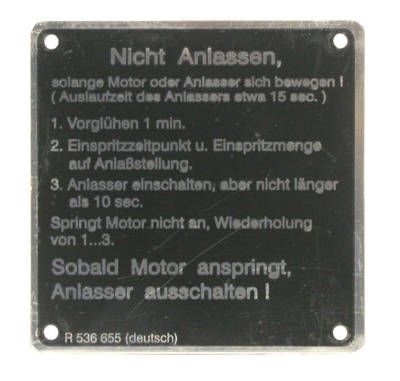 Nicht Anlassen,
solange Motor oder Anlasser sich bewegen !
( Auslaufzeit des Anlassers etwa 15 sec. )
1. Vorglühen 1 min.
2. Einspritzzeitpunkt u. Einspritzmenge
auf Anlaßstellung.
3. Anlasser einschalten, aber nicht länger
als 10 sec.
Springt Motor nicht an, Wiederholung
von 1...3.
Sobald Motor anspringt,
Anlasser ausschalten !
R 536 655 (deutsch)